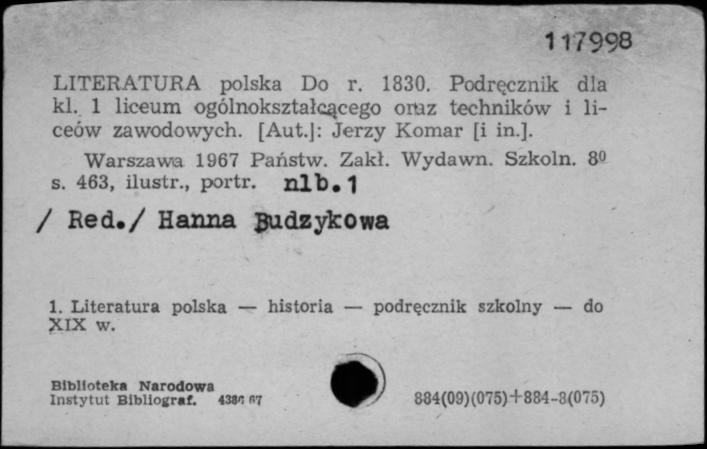 117998
LITERATURA polska Do r. 1830. Podręcznik dla
kl. 1 liceum ogólnokształcącego oraz techników i li-
ceów zawodowych. [Aut.]: Jerzy Komar [i in.].
Warszawa 1967 Państw. Zakł. Wydawn. Szkoln. 8⁰
s. 463, ilustr., portr. nlb.1
/ Red./ Hanna Budzykowa
1. Literatura polska — historia — podręcznik szkolny — do
XIX w.
Biblioteka Narodowa
Instytut Bibliograf. 67
884(09)(075)+884-8(075)